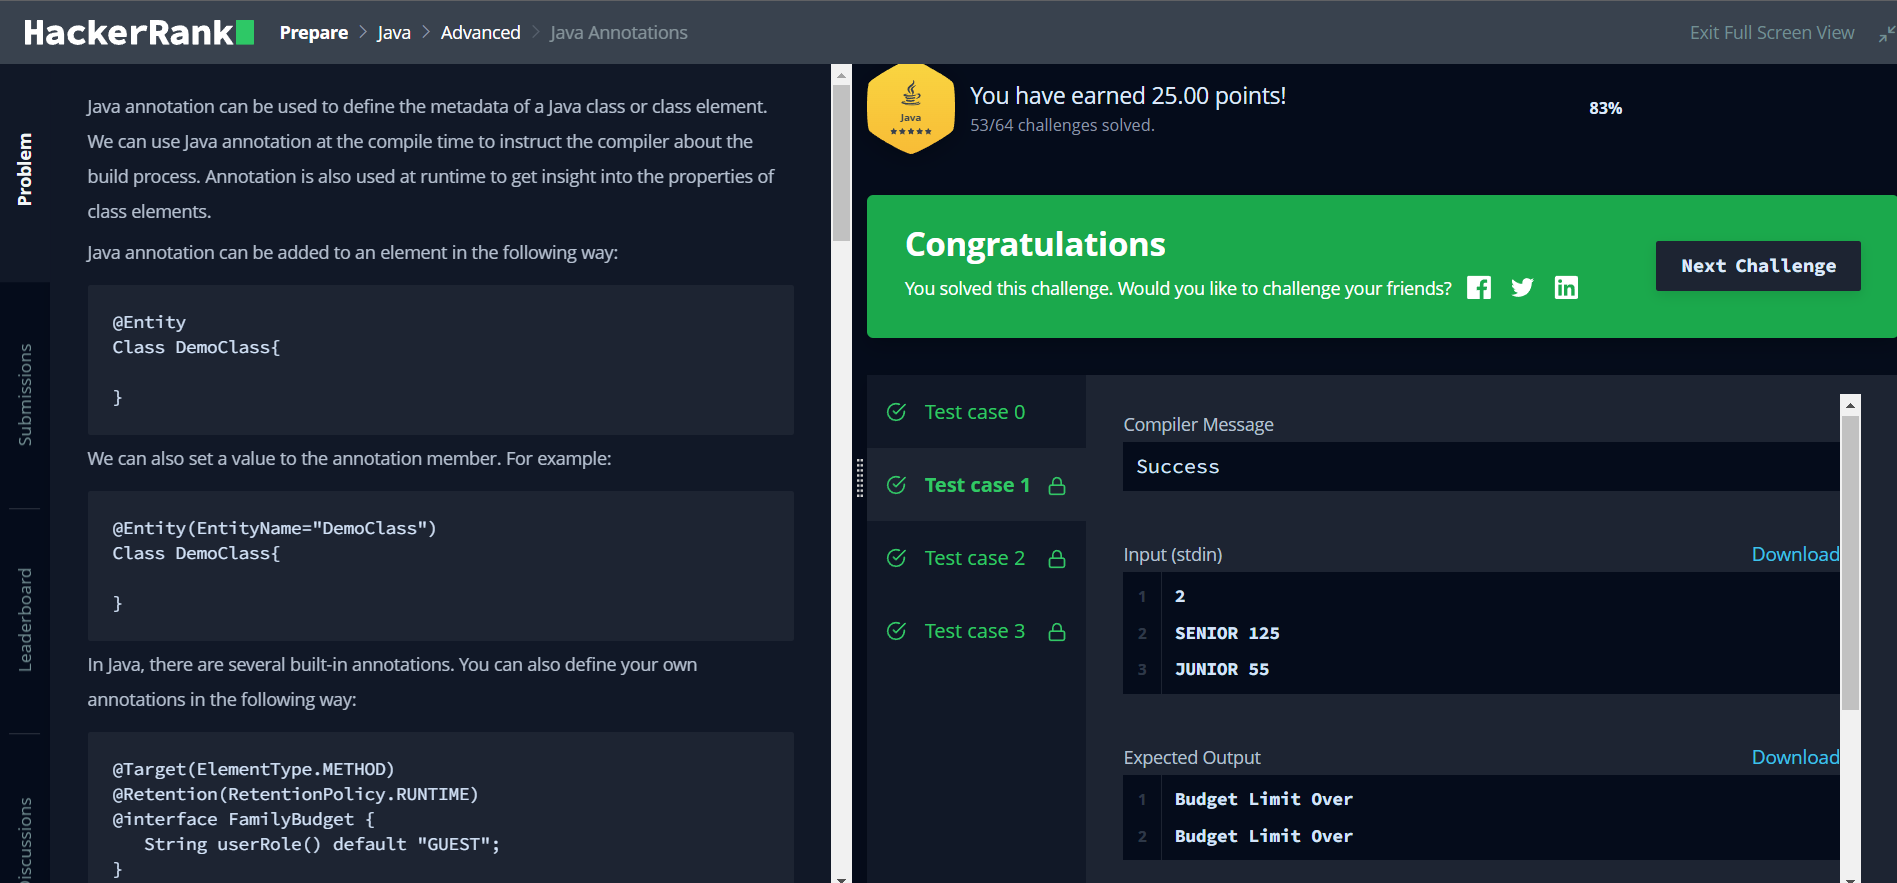 HackerRank
Prepare > Java > Advanced > Java Annotations
Exit Full Screen View
Problem
Submissions
Leaderboard
Discussions
Java annotation can be used to define the metadata of a Java class or class element.
We can use Java annotation at the compile time to instruct the compiler about the
build process. Annotation is also used at runtime to get insight into the properties of
class elements.
Java annotation can be added to an element in the following way:
@Entity
Class DemoClass{
}
We can also set a value to the annotation member. For example:
@Entity(EntityName="DemoClass")
Class DemoClass{
}
In Java, there are several built-in annotations. You can also define your own
annotations in the following way:
@Target(ElementType.METHOD)
@Retention(RetentionPolicy.RUNTIME)
@interface FamilyBudget {
String userRole() default "GUEST";
}
Java
You have earned 25.00 points!
53/64 challenges solved.
83%
Congratulations
You solved this challenge. Would you like to challenge your friends?
Next Challenge
Test case 0
Test case 1
Test case 2
Test case 3
Compiler Message
Success
Input (stdin)
Download
1 2
2 SENIOR 125
3 JUNIOR 55
Expected Output
Download
1 Budget Limit Over
2 Budget Limit Over